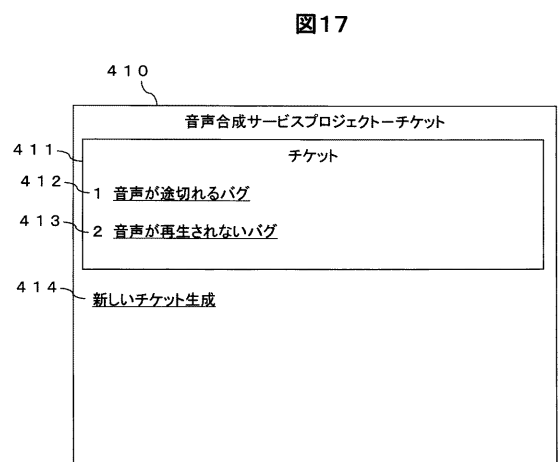 図17
410
音声合成サービスプロジェクトーチケット
411
チケット
412
1 音声が途切れるバグ
413
2 音声が再生されないバグ
414
新しいチケット生成